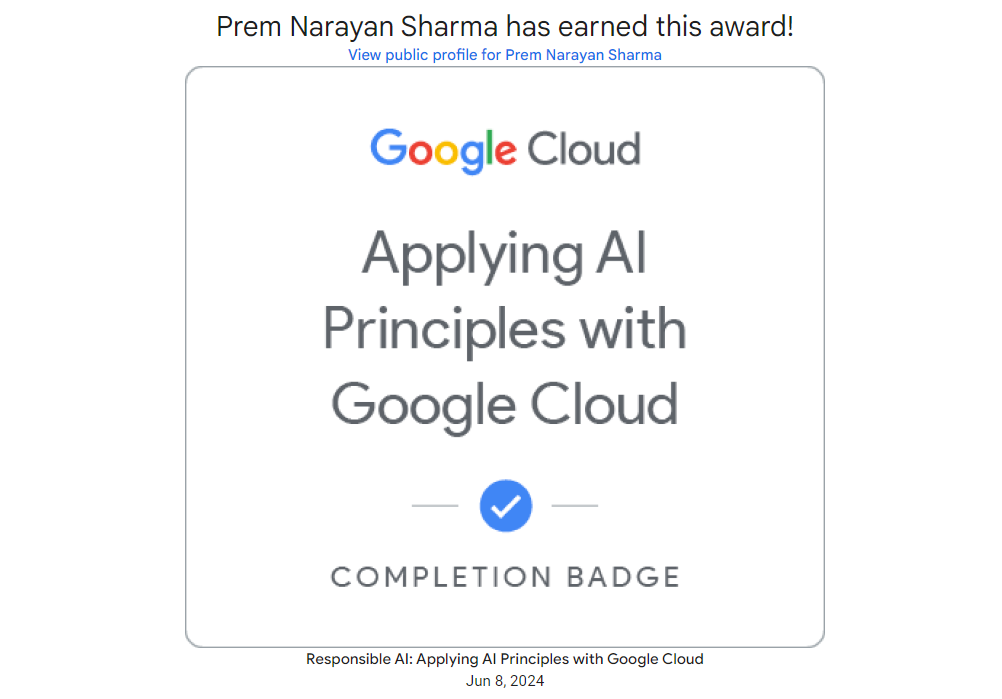 Prem Narayan Sharma has earned this award!
View public profile for Prem Narayan Sharma
Google Cloud
Applying AI
Principles with
Google Cloud
COMPLETION BADGE
Responsible AI: Applying AI Principles with Google Cloud
Jun 8, 2024